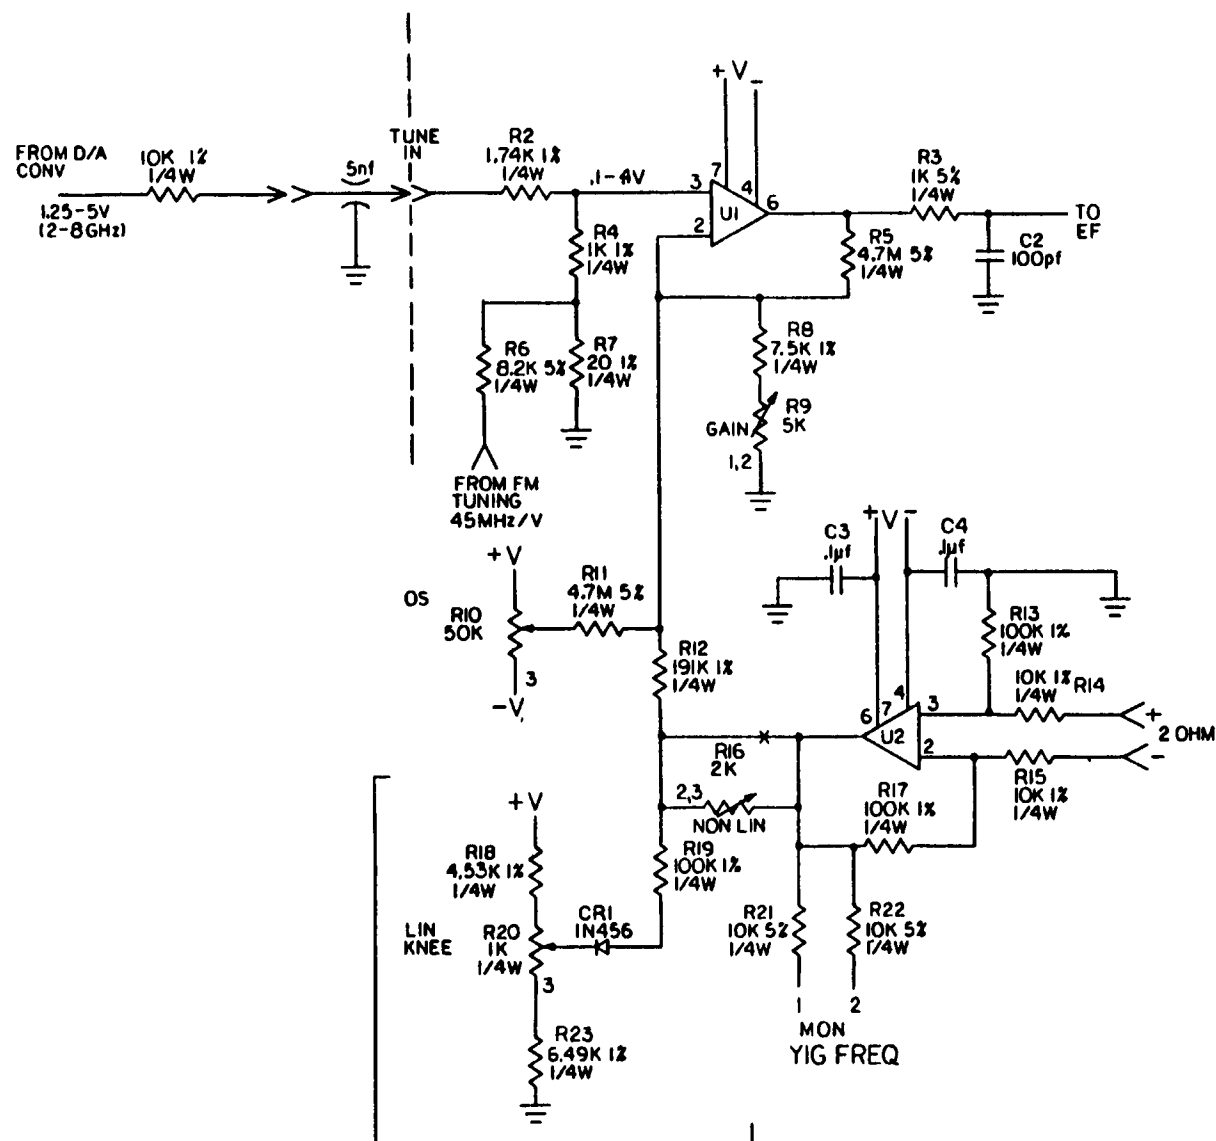 FROM D/A
CONV
10K 1%
1/4W
1.25-5V
(2-8GHz)
5nf
TUNE
IN
R2
1.74K 1%
1/4W
.1-.4V
+ V -
3
2
7
4
6
U1
R3
1K 5%
1/4W
TO
EF
C2
100pf
R4
1K 1%
1/4W
R5
4.7M 5%
1/4W
R6
8.2K 5%
1/4W
R7
20 1%
1/4W
R8
7.5K 1%
1/4W
GAIN
R9
5K
1,2
FROM FM
TUNING
45MHz/V
+V
OS
R10
50K
3
-V
R11
4.7M 5%
1/4W
R12
191K 1%
1/4W
+ V -
C3
.1µf
C4
.1µf
R13
100K 1%
1/4W
10K 1%
1/4W
R14
+
2 OHM
-
6
7
4
3
2
U2
R15
10K 1%
1/4W
R16
2K
2,3
NON LIN
R17
100K 1%
1/4W
+V
R18
4.53K 1%
1/4W
R19
100K 1%
1/4W
LIN
KNEE
R20
1K
1/4W
3
CR1
1N456
R21
10K 5%
1/4W
R22
10K 5%
1/4W
1
2
MON
YIG FREQ
R23
6.49K 1%
1/4W